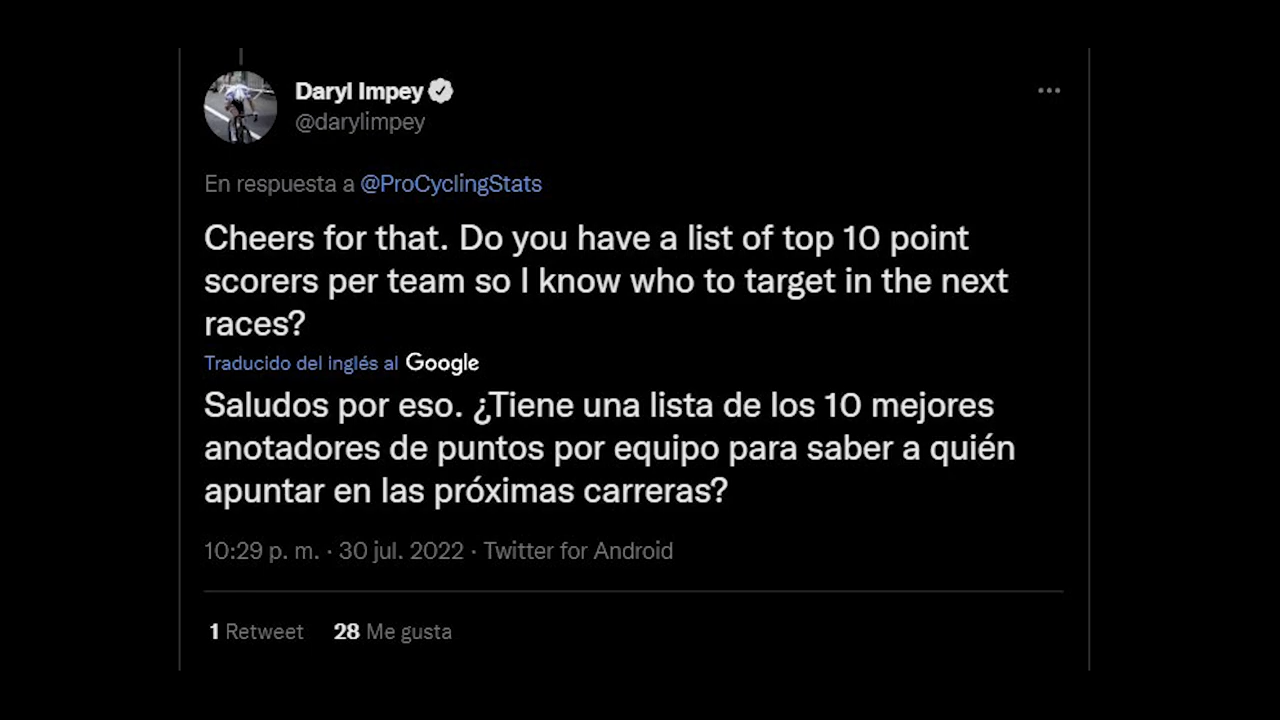 Daryl Impey
@darylimpey
En respuesta a @ProCyclingStats
Cheers for that. Do you have a list of top 10 point
scorers per team so I know who to target in the next
races?
Traducido del inglés al Google
Saludos por eso. ¿Tiene una lista de los 10 mejores
anotadores de puntos por equipo para saber a quién
apuntar en las próximas carreras?
10:29 p. m. · 30 jul. 2022 · Twitter for Android
1 Retweet 28 Me gusta